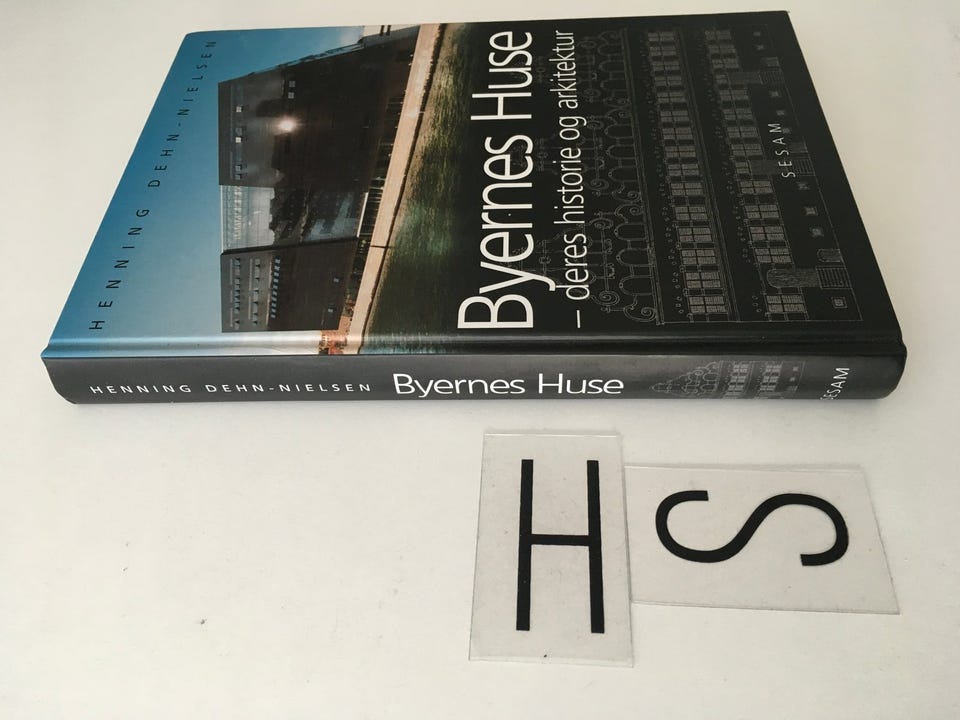 HENNING DEHN-NIELSEN
Byernes Huse
– deres historie og arkitektur
SESAM
HENNING DEHN-NIELSEN Byernes Huse SESAM
H S